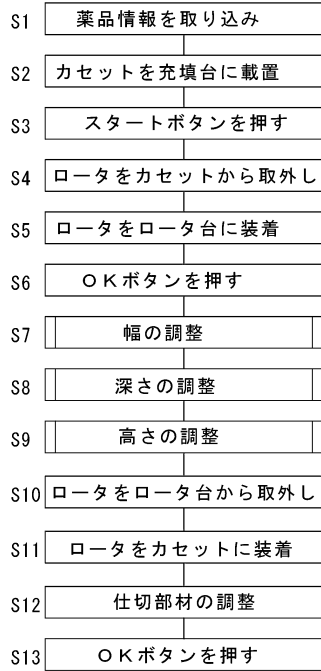 S1 薬品情報を取り込み
S2 カセットを充填台に載置
S3 スタートボタンを押す
S4 ロータをカセットから取外し
S5 ロータをロータ台に装着
S6 ＯＫボタンを押す
S7 幅の調整
S8 深さの調整
S9 高さの調整
S10 ロータをロータ台から取外し
S11 ロータをカセットに装着
S12 仕切部材の調整
S13 ＯＫボタンを押す